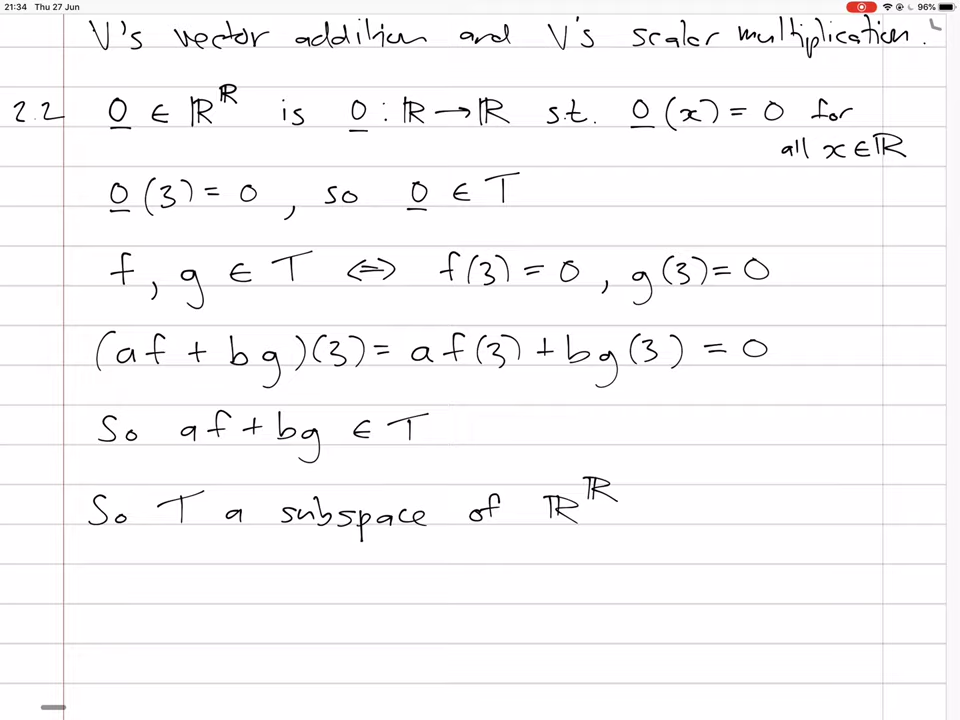 21:34 Thu 27 Jun 96%
V's vector addition and V's scalar multiplication.
2.2 0 ∈ ℝ^ℝ is 0 : ℝ → ℝ s.t. 0(x) = 0 for
all x ∈ ℝ
0(3) = 0, so 0 ∈ T
f, g ∈ T ⇔ f(3) = 0, g(3) = 0
(af + bg)(3) = af(3) + bg(3) = 0
So af + bg ∈ T
So T a subspace of ℝ^ℝ